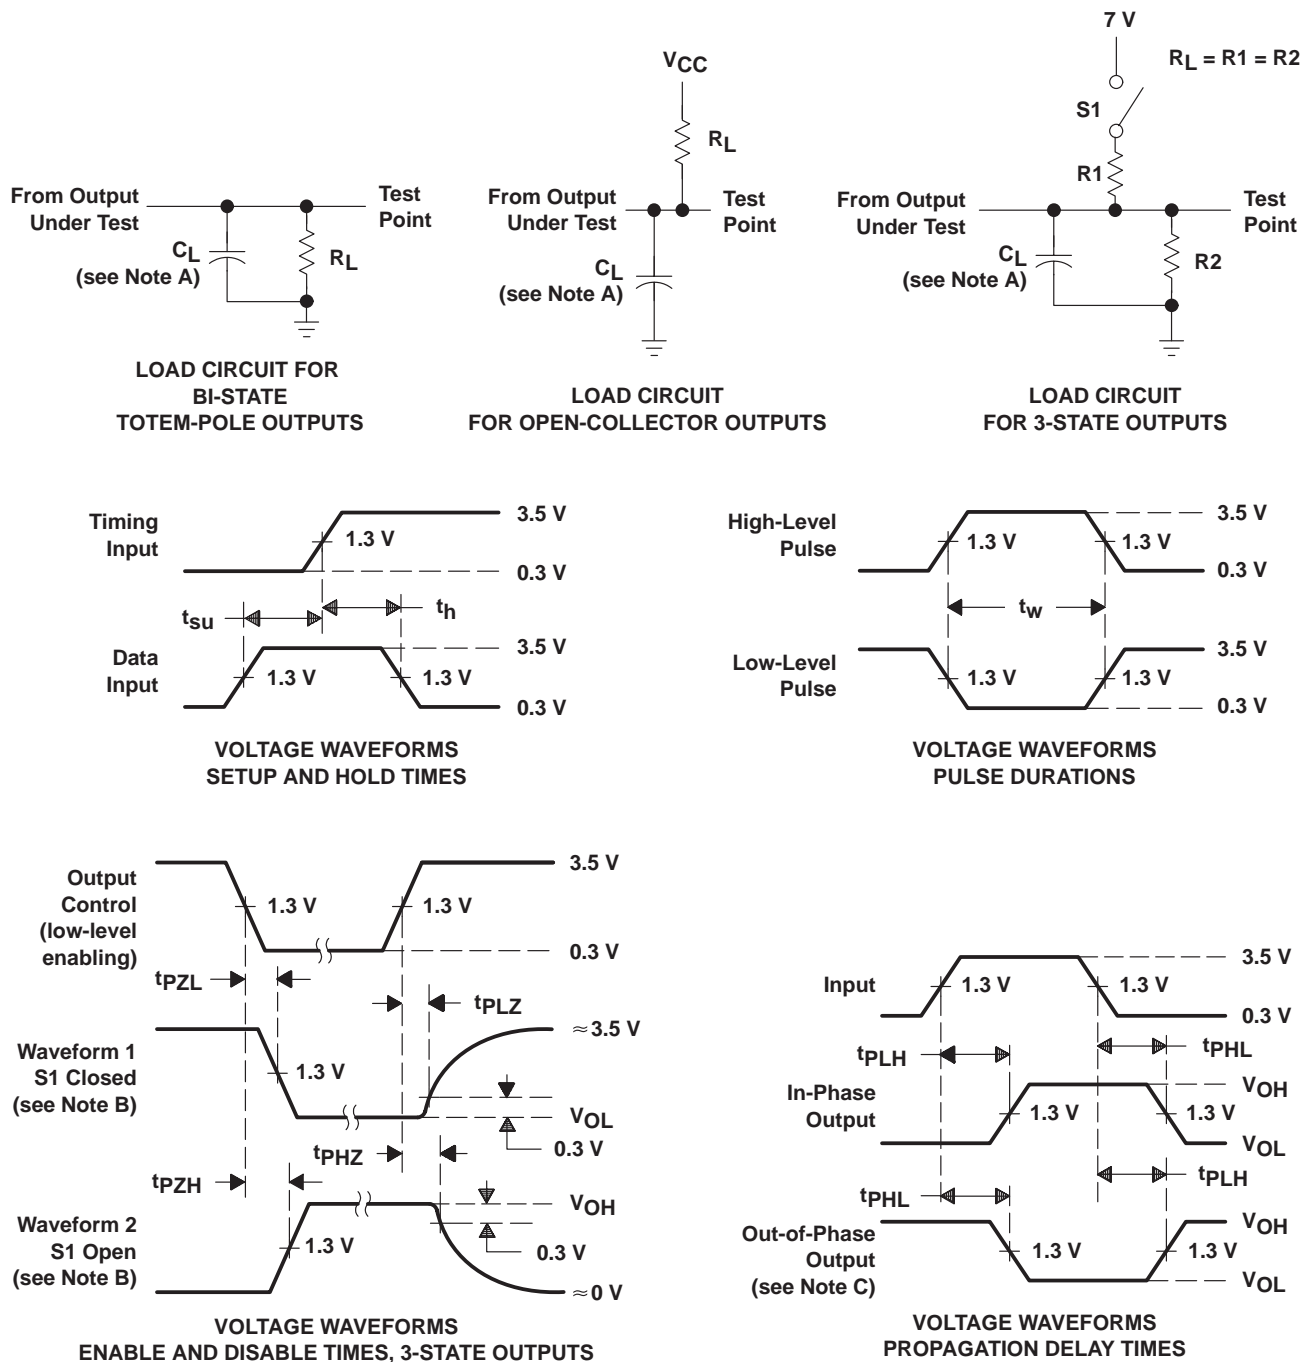 From Output
Under Test
Test
Point
CL
(see Note A)
RL
LOAD CIRCUIT FOR
BI-STATE
TOTEM-POLE OUTPUTS
VCC
RL
From Output
Under Test
Test
Point
CL
(see Note A)
LOAD CIRCUIT
FOR OPEN-COLLECTOR OUTPUTS
7 V
RL = R1 = R2
S1
R1
From Output
Under Test
Test
Point
CL
(see Note A)
R2
LOAD CIRCUIT
FOR 3-STATE OUTPUTS
Timing
Input
3.5 V
1.3 V
0.3 V
tsu
th
Data
Input
3.5 V
1.3 V
1.3 V
0.3 V
VOLTAGE WAVEFORMS
SETUP AND HOLD TIMES
High-Level
Pulse
3.5 V
1.3 V
1.3 V
0.3 V
tw
Low-Level
Pulse
3.5 V
1.3 V
1.3 V
0.3 V
VOLTAGE WAVEFORMS
PULSE DURATIONS
Output
Control
(low-level
enabling)
3.5 V
1.3 V
1.3 V
0.3 V
tPZL
tPLZ
Waveform 1
S1 Closed
(see Note B)
≈3.5 V
1.3 V
VOL
0.3 V
tPHZ
tPZH
Waveform 2
S1 Open
(see Note B)
VOH
1.3 V
0.3 V
≈0 V
VOLTAGE WAVEFORMS
ENABLE AND DISABLE TIMES, 3-STATE OUTPUTS
Input
3.5 V
1.3 V
1.3 V
0.3 V
tPLH
tPHL
In-Phase
Output
VOH
1.3 V
1.3 V
VOL
tPHL
tPLH
Out-of-Phase
Output
(see Note C)
VOH
1.3 V
1.3 V
VOL
VOLTAGE WAVEFORMS
PROPAGATION DELAY TIMES